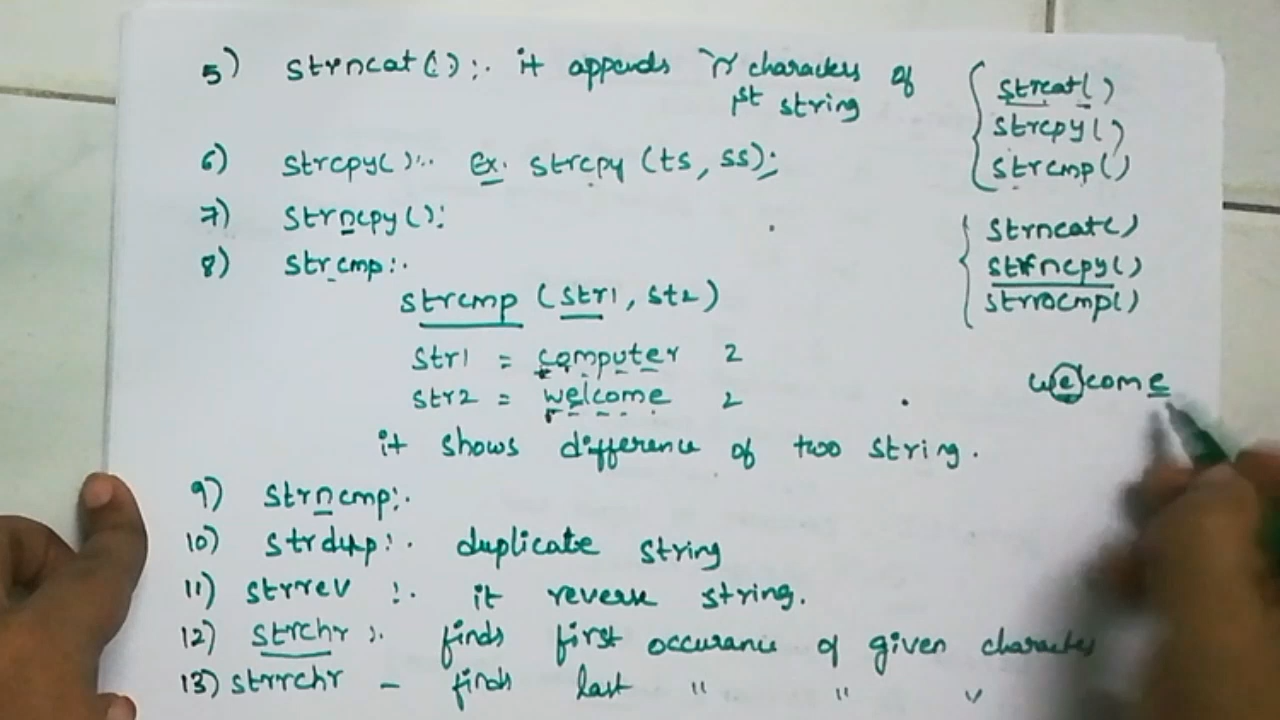 5) strncat() :. it appends 'n' characters of
1st string
6) strcpy() :. Ex. strcpy (ts, ss);
7) strncpy():
8) strcmp:.
strcmp (str1, st2)
str1 = computer 2
str2 = welcome 2
it shows difference of two string.
9) strncmp:.
10) strdup:. duplicate string
11) strrev :. it reverse string.
12) strchr :. finds first occurance of given character
13) strrchr - finds last " " "
strcat()
strcpy()
strcmp()
strncat()
strncpy()
strncmp()
welcome